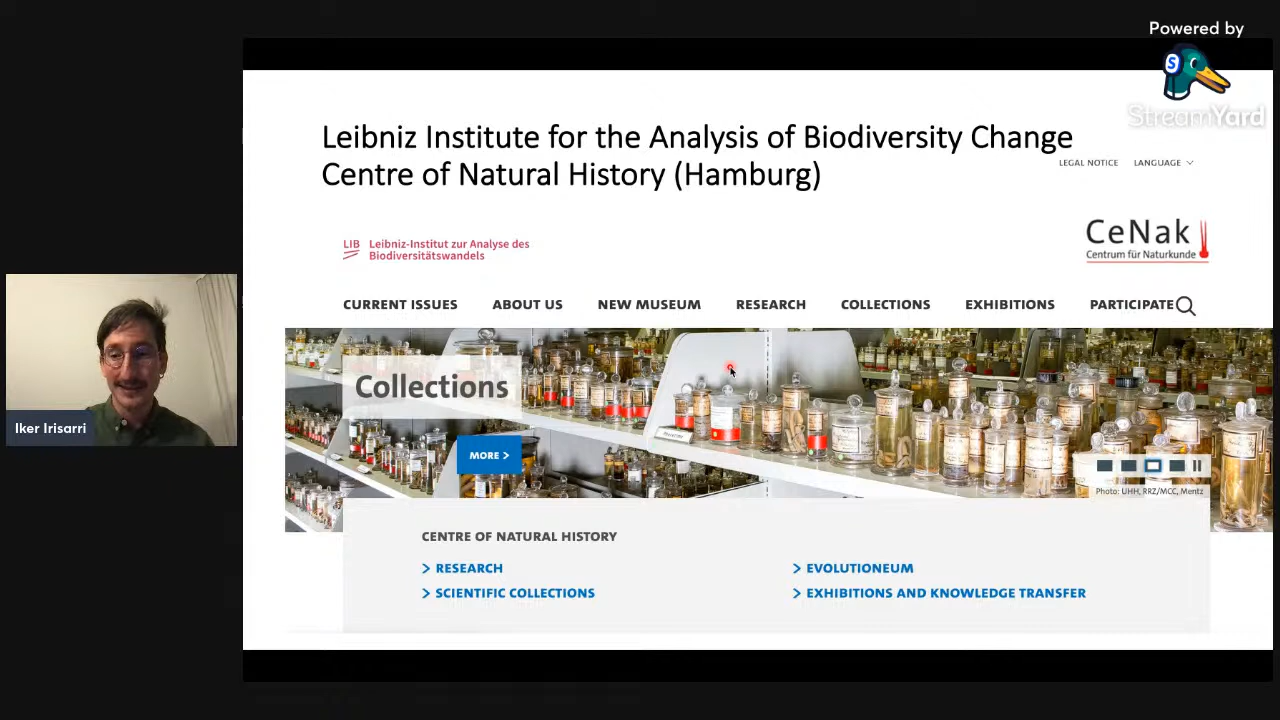 Powered by
S
StreamYard
Leibniz Institute for the Analysis of Biodiversity Change
Centre of Natural History (Hamburg)
LEGAL NOTICE LANGUAGE
LIB Leibniz-Institut zur Analyse des
Biodiversitätswandels
CeNak
Centrum für Naturkunde
CURRENT ISSUES ABOUT US NEW MUSEUM RESEARCH COLLECTIONS EXHIBITIONS PARTICIPATE
Collections
MORE >
Photo: UHH, RRZ/MCC, Mentz
Iker Irisarri
CENTRE OF NATURAL HISTORY
> RESEARCH
> EVOLUTIONEUM
> SCIENTIFIC COLLECTIONS
> EXHIBITIONS AND KNOWLEDGE TRANSFER